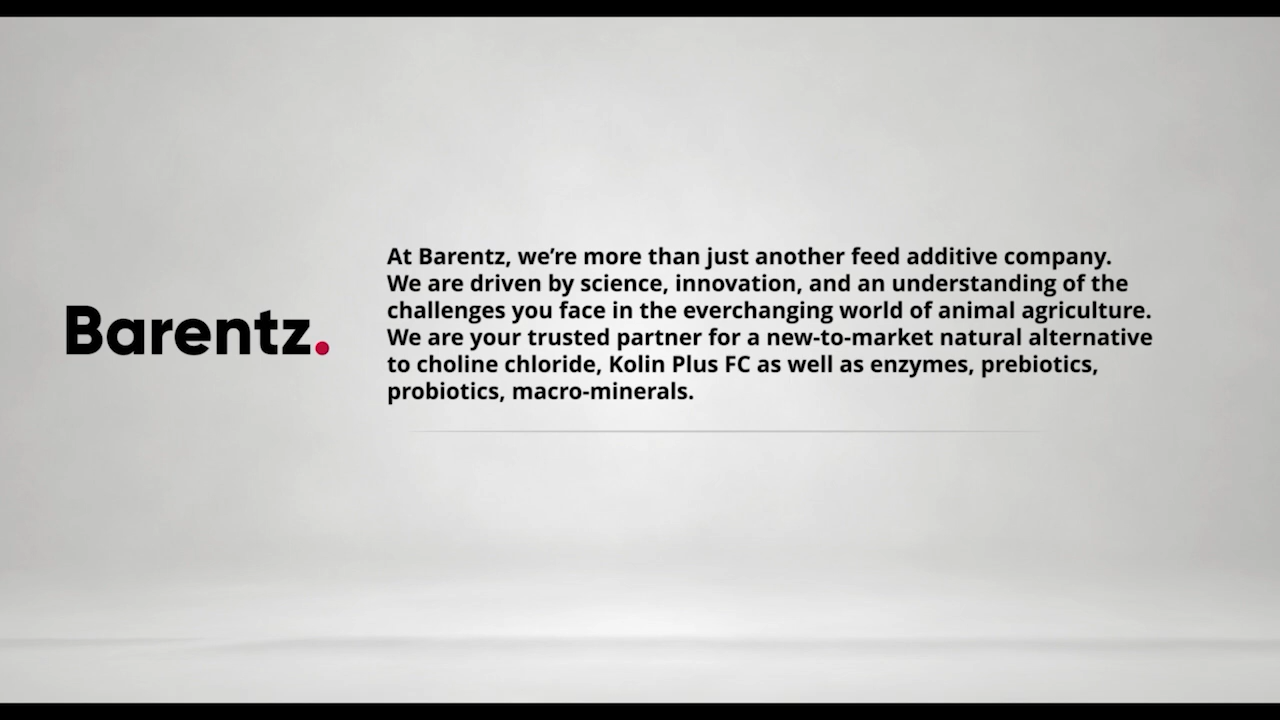 Barentz.
At Barentz, we’re more than just another feed additive company.
We are driven by science, innovation, and an understanding of the
challenges you face in the everchanging world of animal agriculture.
We are your trusted partner for a new-to-market natural alternative
to choline chloride, Kolin Plus FC as well as enzymes, prebiotics,
probiotics, macro-minerals.